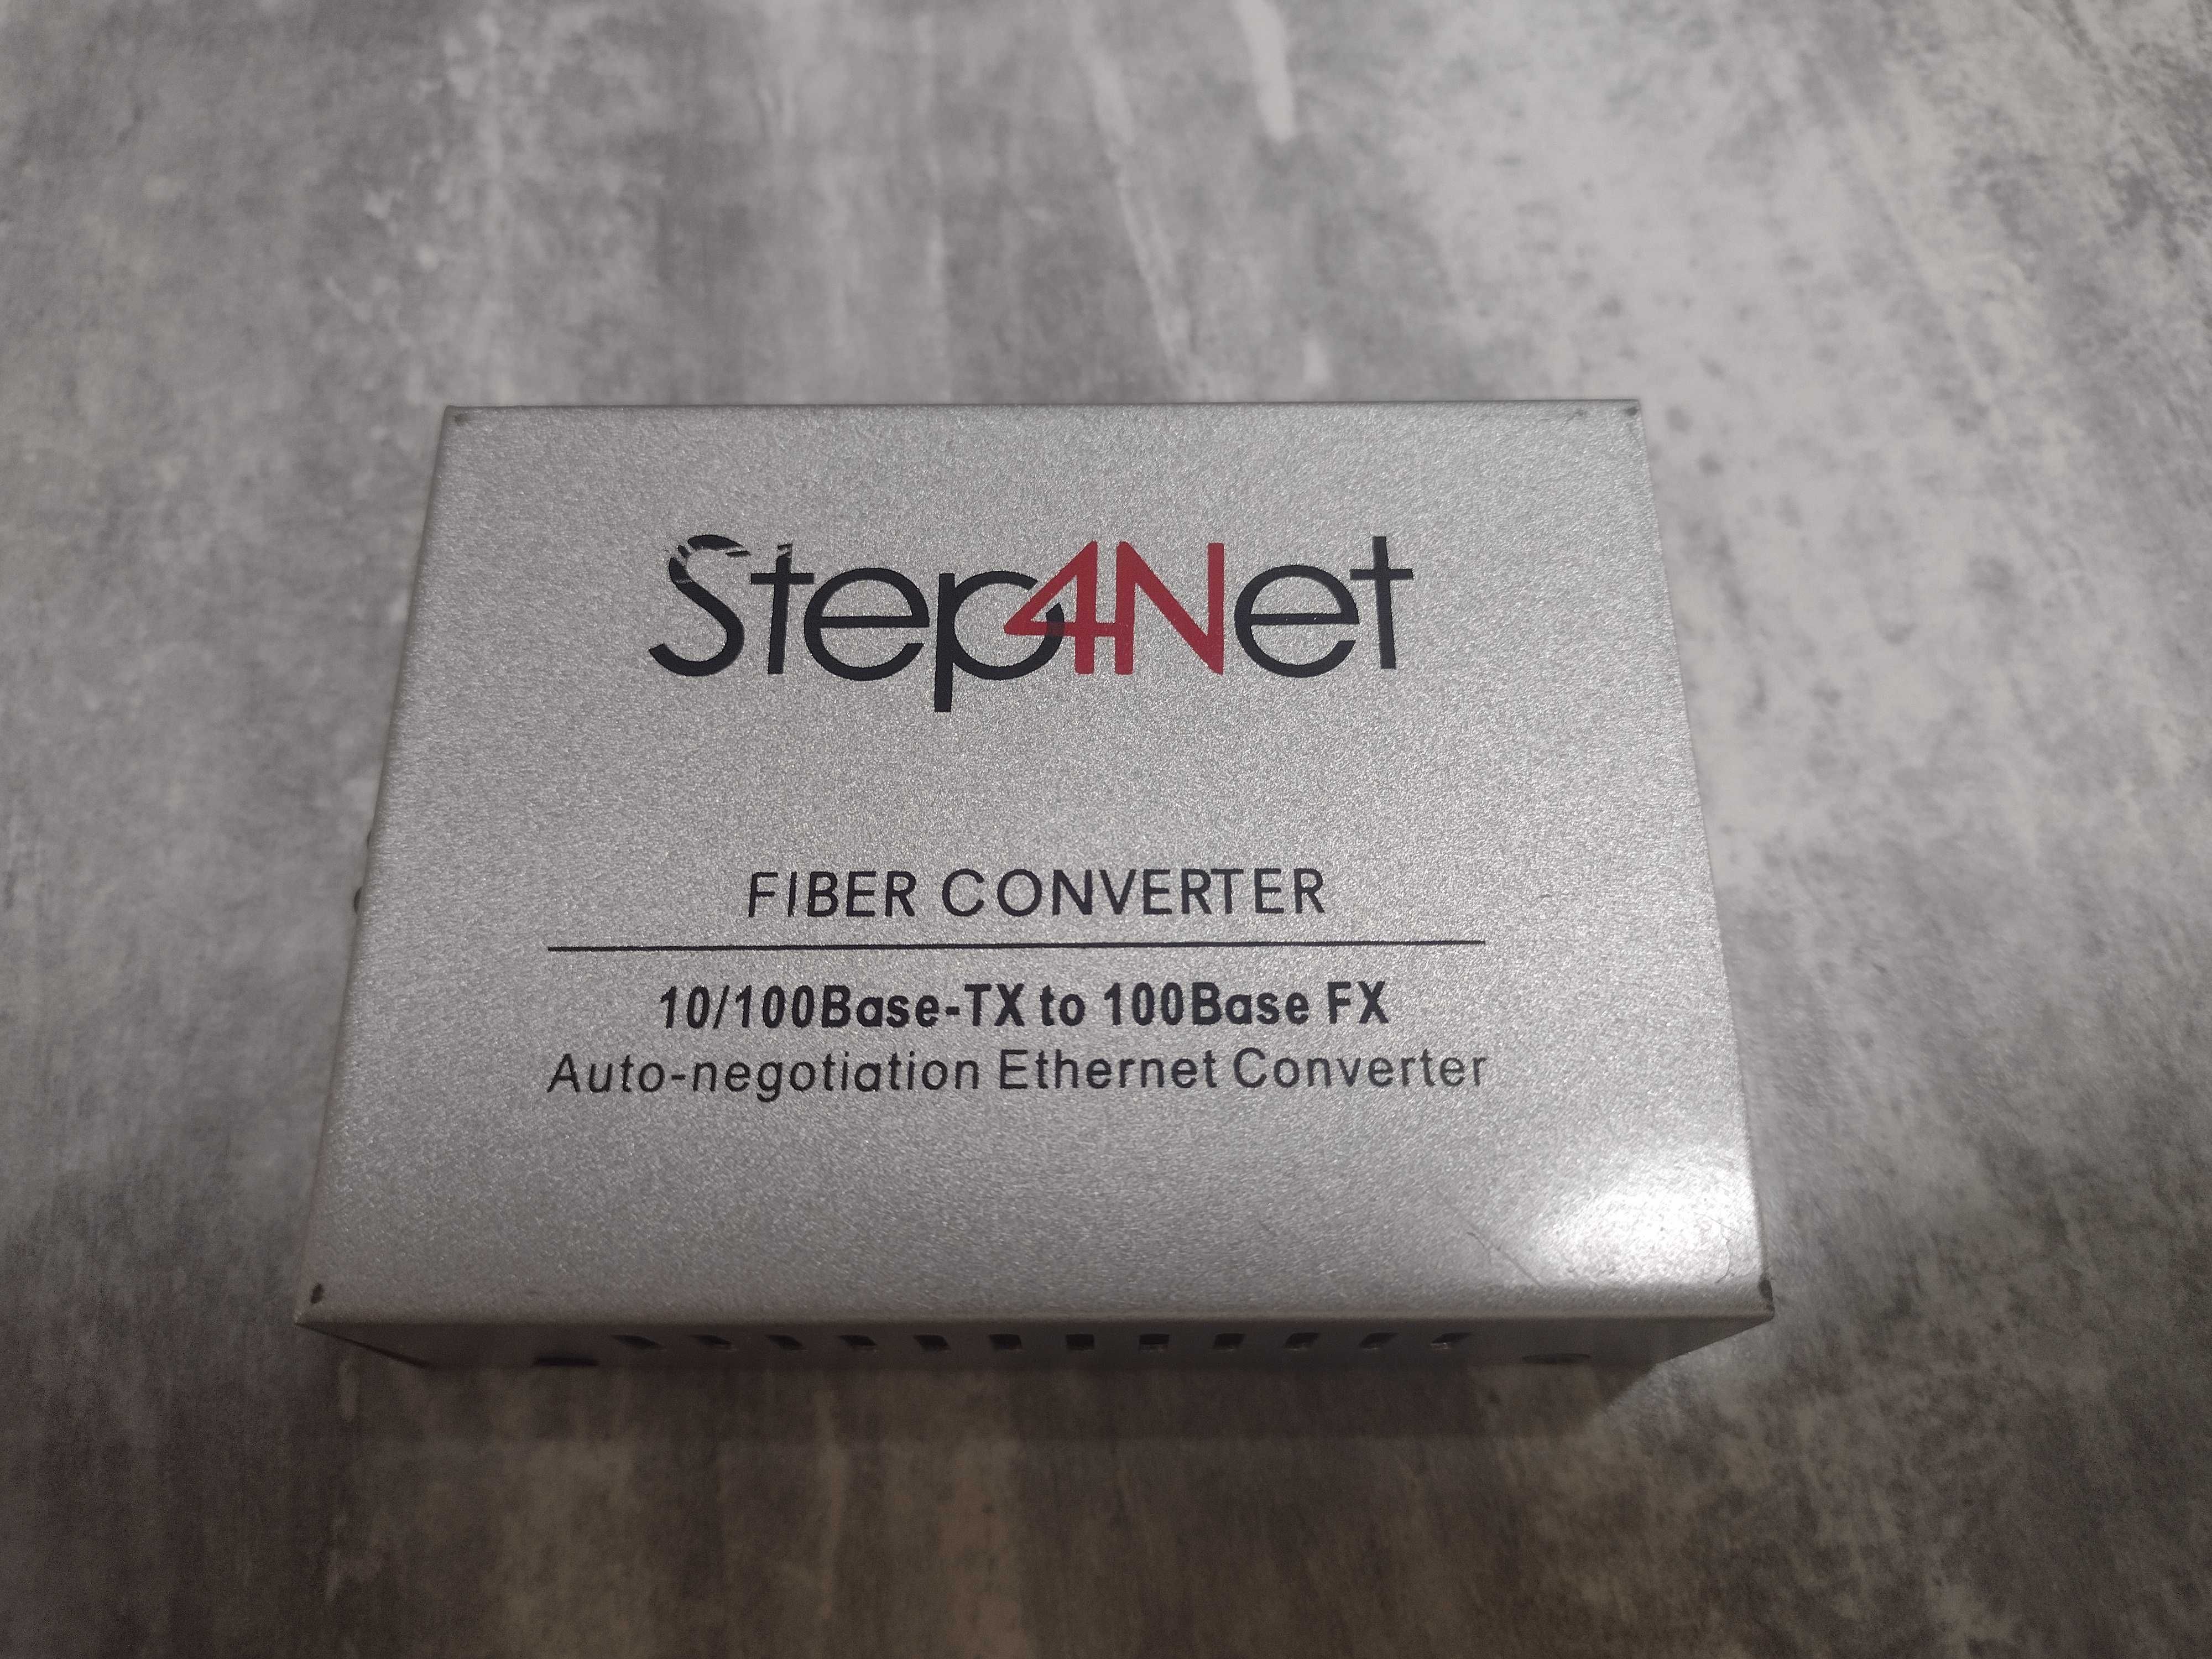 Step4Net
FIBER CONVERTER
10/100Base-TX to 100Base FX
Auto-negotiation Ethernet Converter